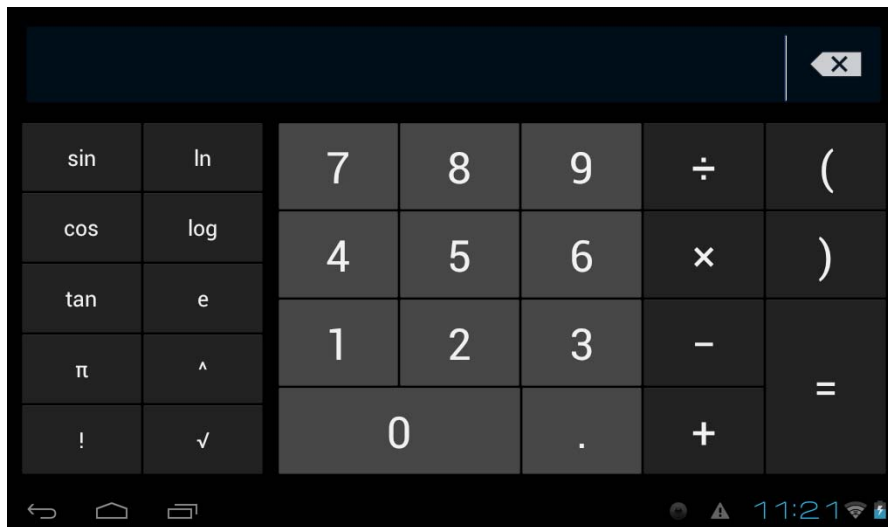 sin ln 7 8 9 ÷ (
cos log 4 5 6 × )
tan e 1 2 3 −
π ^ =
! √ 0 . +
11:21